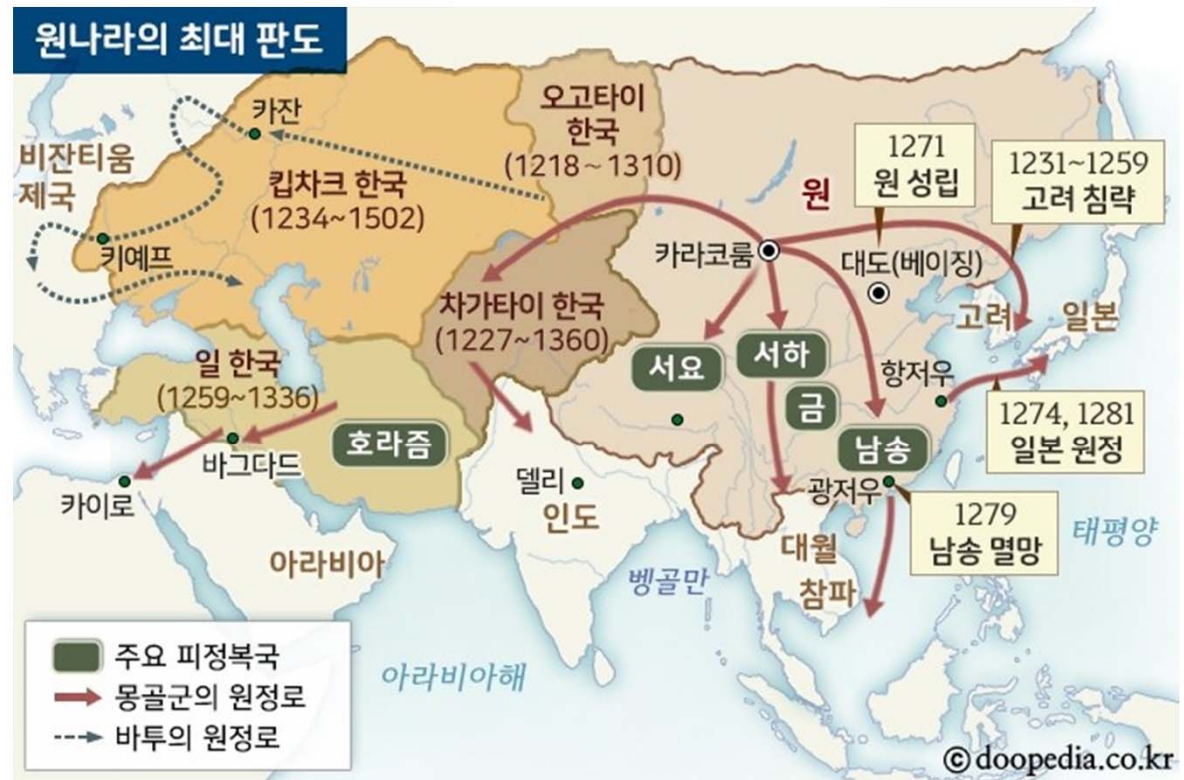 원나라의 최대 판도
비잔티움
제국
카잔
킵차크 한국
(1234~1502)
키예프
오고타이
한국
(1218~1310)
원
1271
원 성립
1231~1259
고려 침략
카라코룸
대도(베이징)
차가타이 한국
(1227~1360)
고려
일본
일 한국
(1259~1336)
서요
서하
금
항저우
1274, 1281
일본 원정
호라즘
바그다드
남송
카이로
델리
인도
광저우
1279
남송 멸망
태평양
아라비아
대월
참파
벵골만
아라비아해
주요 피정복국
몽골군의 원정로
바투의 원정로
© doopedia.co.kr